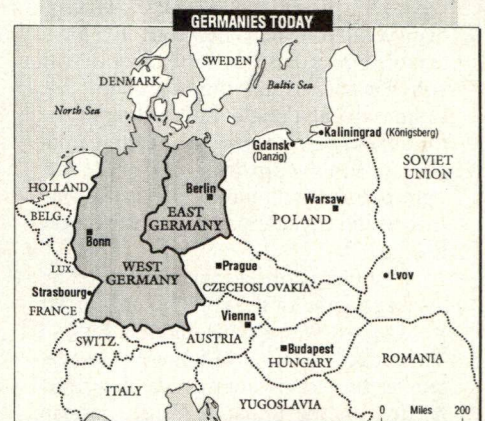 GERMANIES TODAY
SWEDEN
DENMARK
Baltic Sea
North Sea
Kaliningrad (Königsberg)
Gdansk
(Danzig)
SOVIET
UNION
HOLLAND
Berlin
EAST
GERMANY
Warsaw
POLAND
BELG.
Bonn
LUX.
WEST
GERMANY
Prague
CZECHOSLOVAKIA
Lvov
Strasbourg
FRANCE
Vienna
SWITZ.
AUSTRIA
Budapest
HUNGARY
ROMANIA
ITALY
YUGOSLAVIA
0 Miles 200